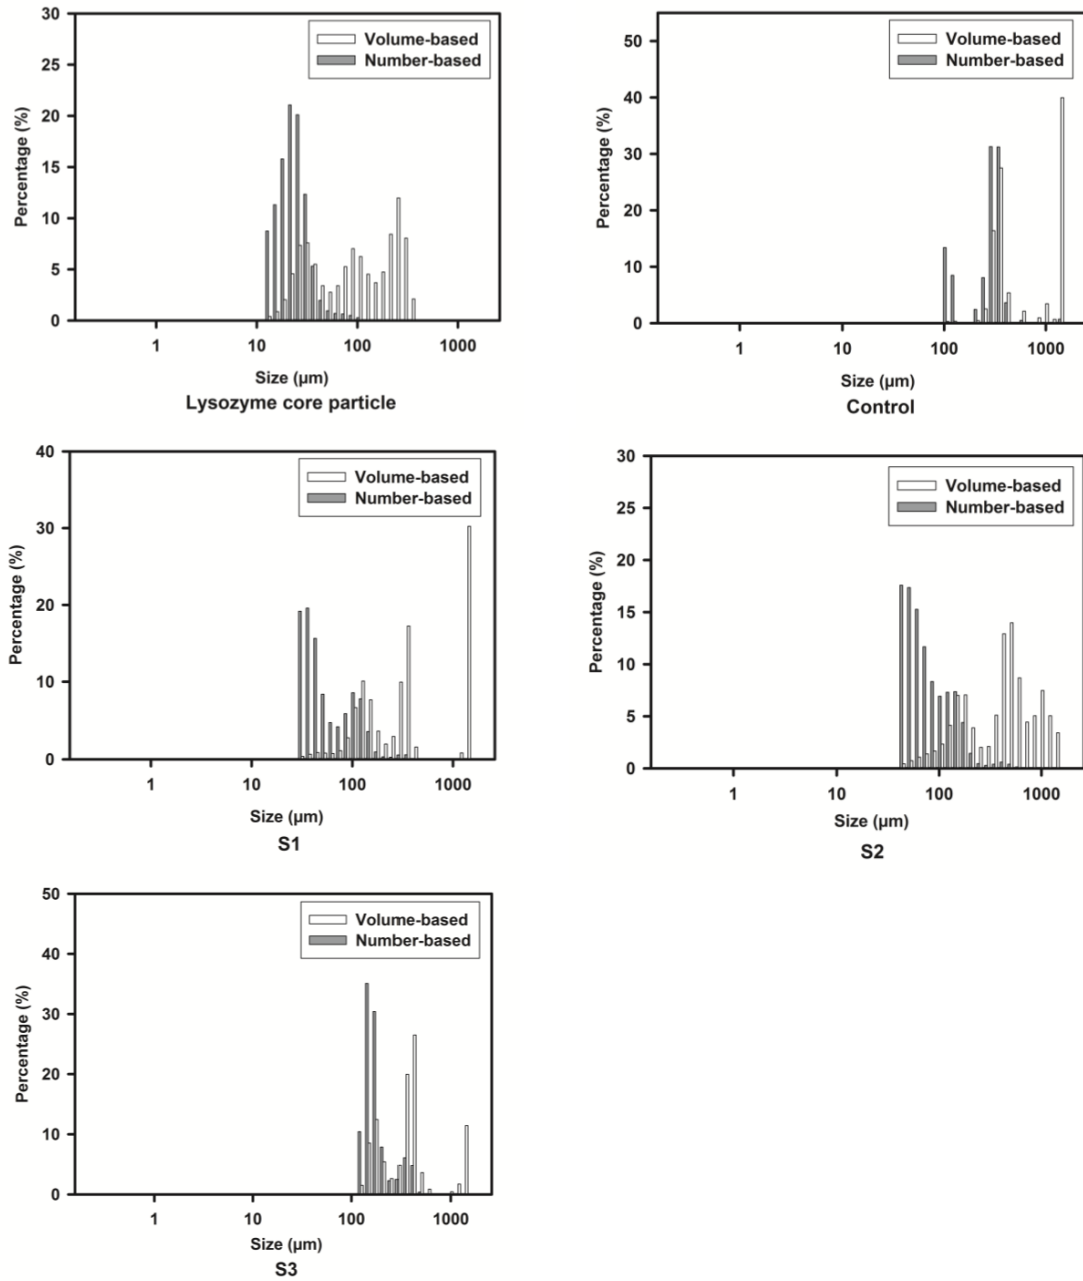 30
25
20
15
10
5
0
Percentage (%)
Volume-based
Number-based
1
10
100
1000
Size (µm)
Lysozyme core particle
50
40
30
20
10
0
Percentage (%)
Volume-based
Number-based
1
10
100
1000
Size (µm)
Control
40
30
20
10
0
Percentage (%)
Volume-based
Number-based
1
10
100
1000
Size (µm)
S1
30
25
20
15
10
5
0
Percentage (%)
Volume-based
Number-based
1
10
100
1000
Size (µm)
S2
50
40
30
20
10
0
Percentage (%)
Volume-based
Number-based
1
10
100
1000
Size (µm)
S3